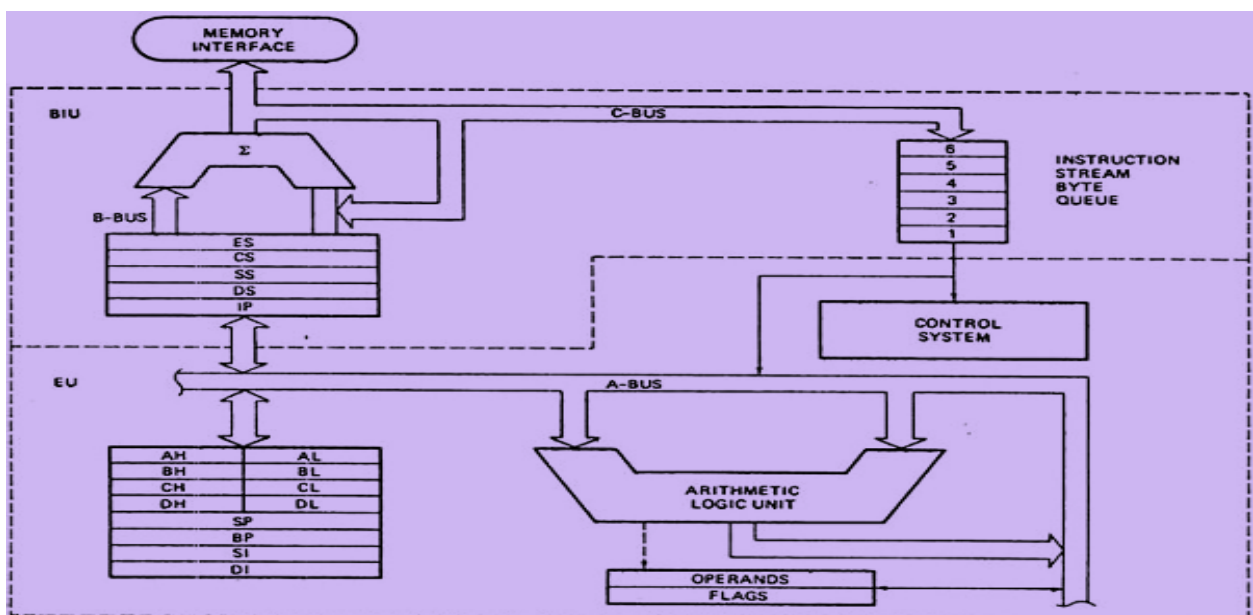 MEMORY
INTERFACE
BIU
C-BUS
Σ
B-BUS
6
5
4
3
2
1
INSTRUCTION
STREAM
BYTE
QUEUE
ES
CS
SS
DS
IP
CONTROL
SYSTEM
EU
A-BUS
AH AL
BH BL
CH CL
DH DL
SP
BP
SI
DI
ARITHMETIC
LOGIC UNIT
OPERANDS
FLAGS